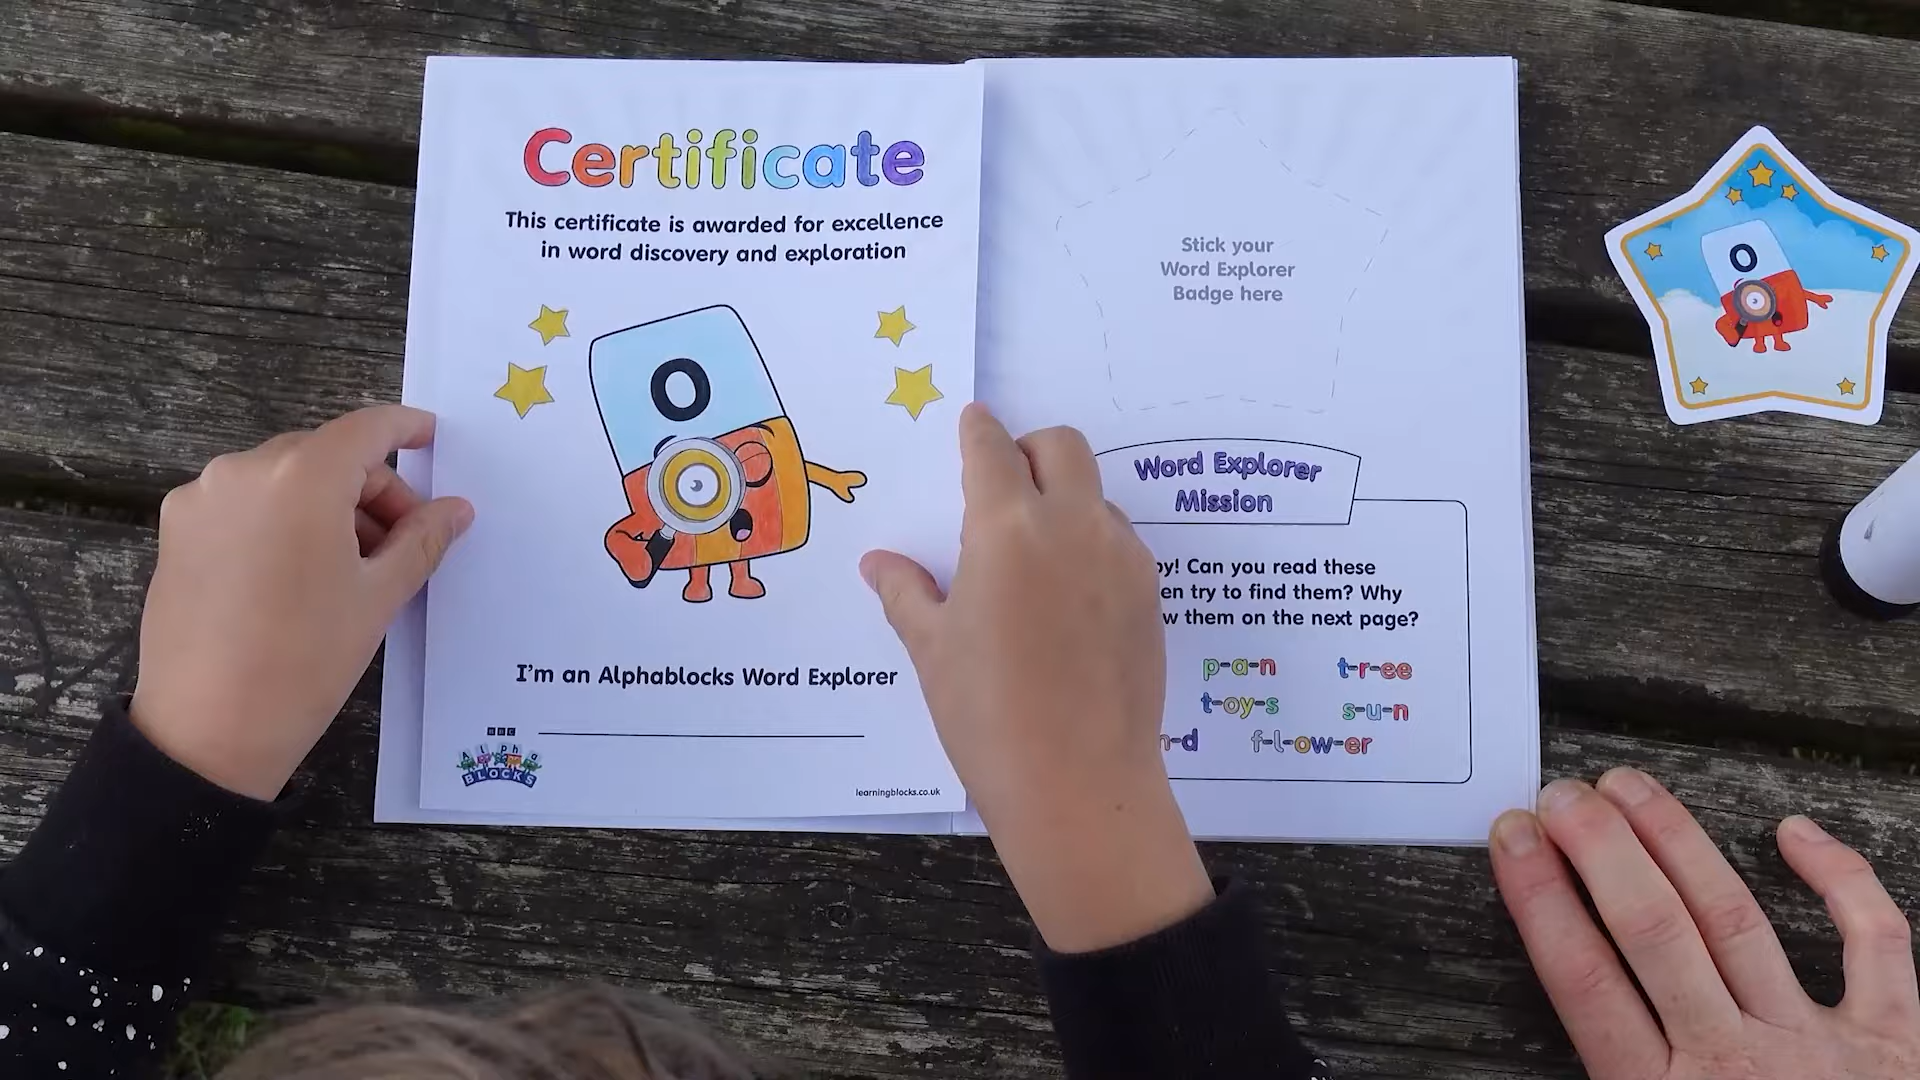 Certificate
This certificate is awarded for excellence
in word discovery and exploration
o
I'm an Alphablocks Word Explorer
BBC
Alpha
BLOCKS
learningblocks.co.uk
Stick your
Word Explorer
Badge here
Word Explorer
Mission
Can you read these
try to find them? Why
them on the next page?
p-a-n t-r-ee
t-oy-s s-u-n
f-l-ow-er
o